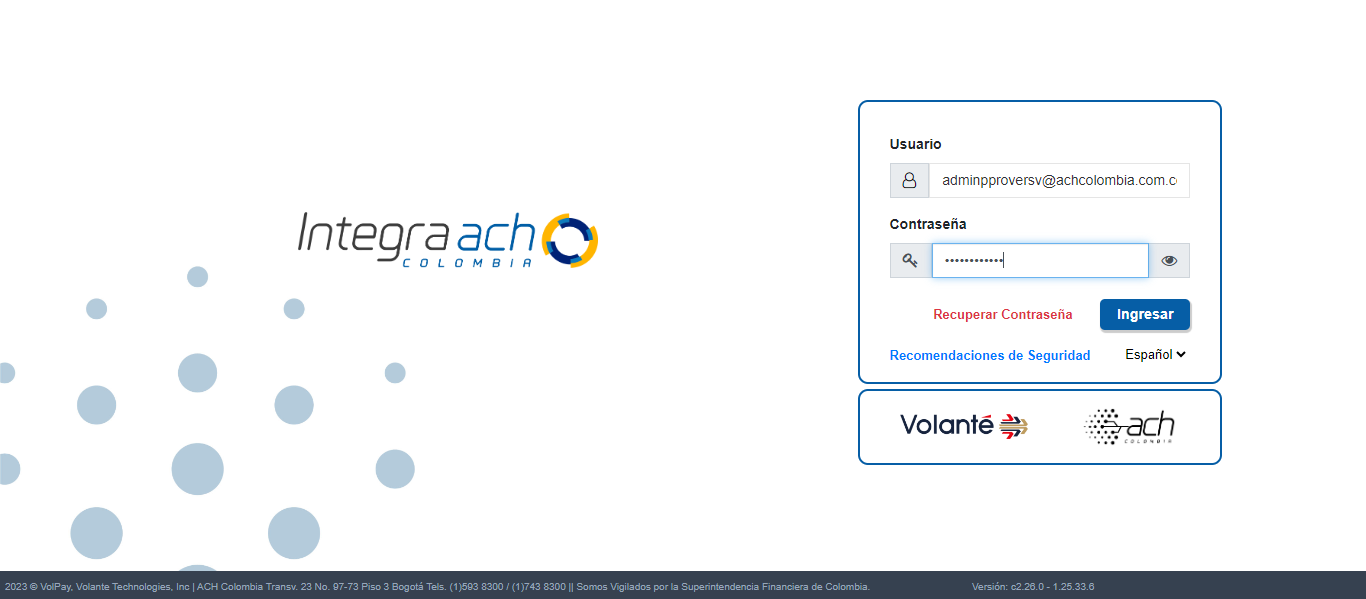 Usuario
adminpproversv@achcolombia.com.c
Contraseña
Integra ach
COLOMBIA
Recuperar Contraseña
Ingresar
Recomendaciones de Seguridad
Español
Volanté
ach
COLOMBIA
2023 © VolPay, Volante Technologies, Inc | ACH Colombia Transv. 23 No. 97-73 Piso 3 Bogotá Tels. (1)593 8300 / (1)743 8300 || Somos Vigilados por la Superintendencia Financiera de Colombia.
Versión: c2.26.0 - 1.25.33.6